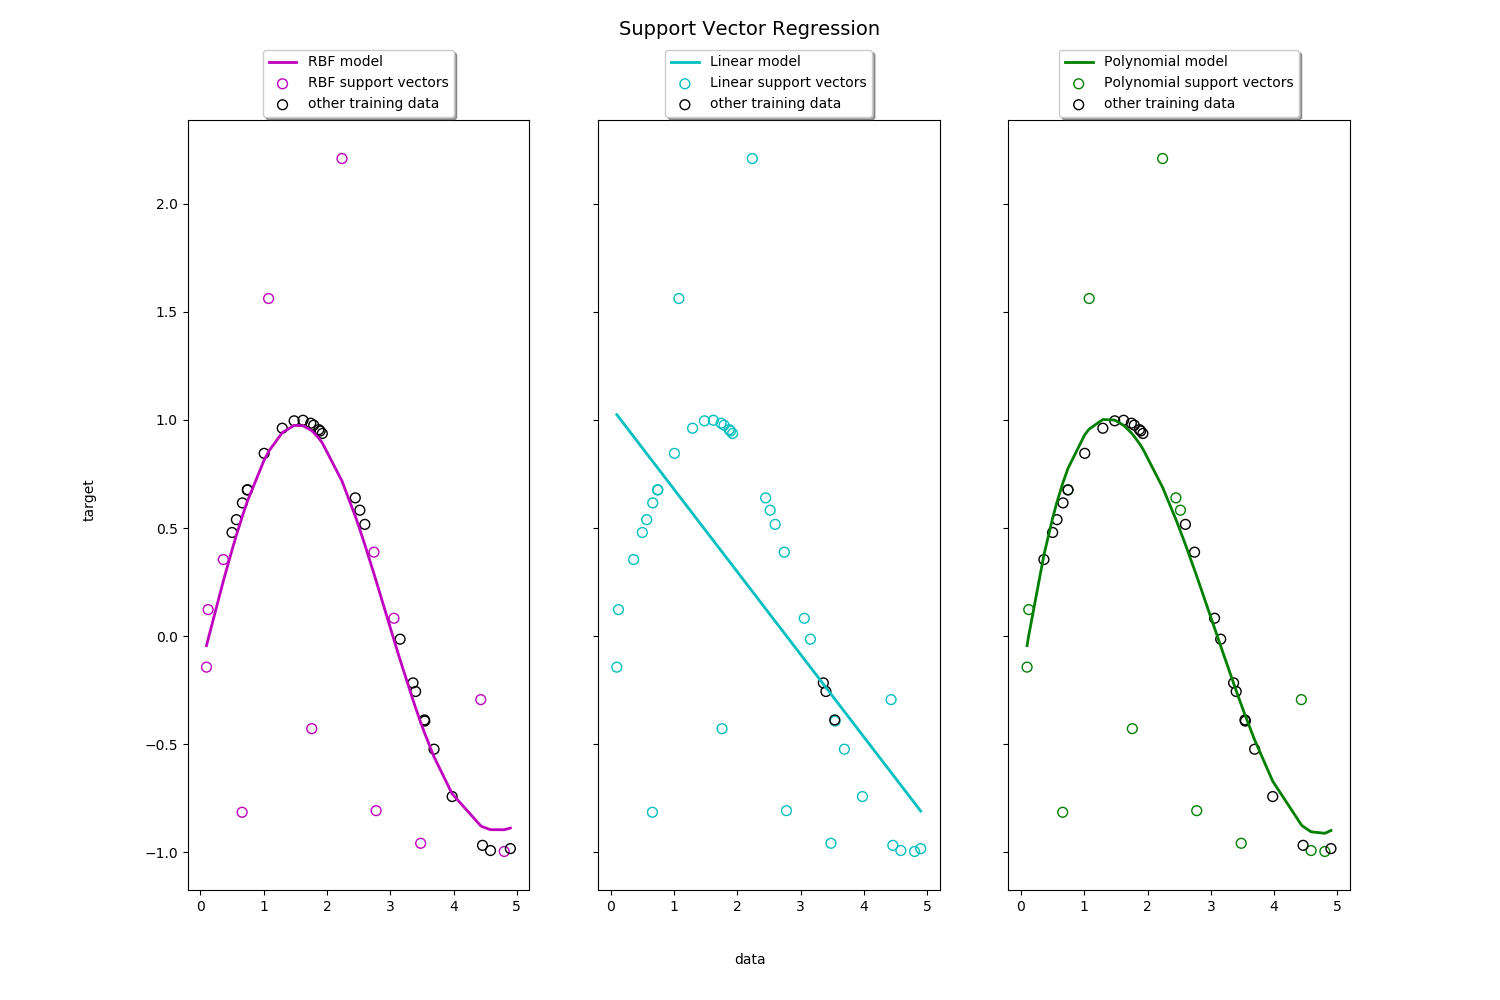 Support Vector Regression
RBF model
RBF support vectors
other training data
Linear model
Linear support vectors
other training data
Polynomial model
Polynomial support vectors
other training data
target
2.0
1.5
1.0
0.5
0.0
−0.5
−1.0
0 1 2 3 4 5
0 1 2 3 4 5
0 1 2 3 4 5
data